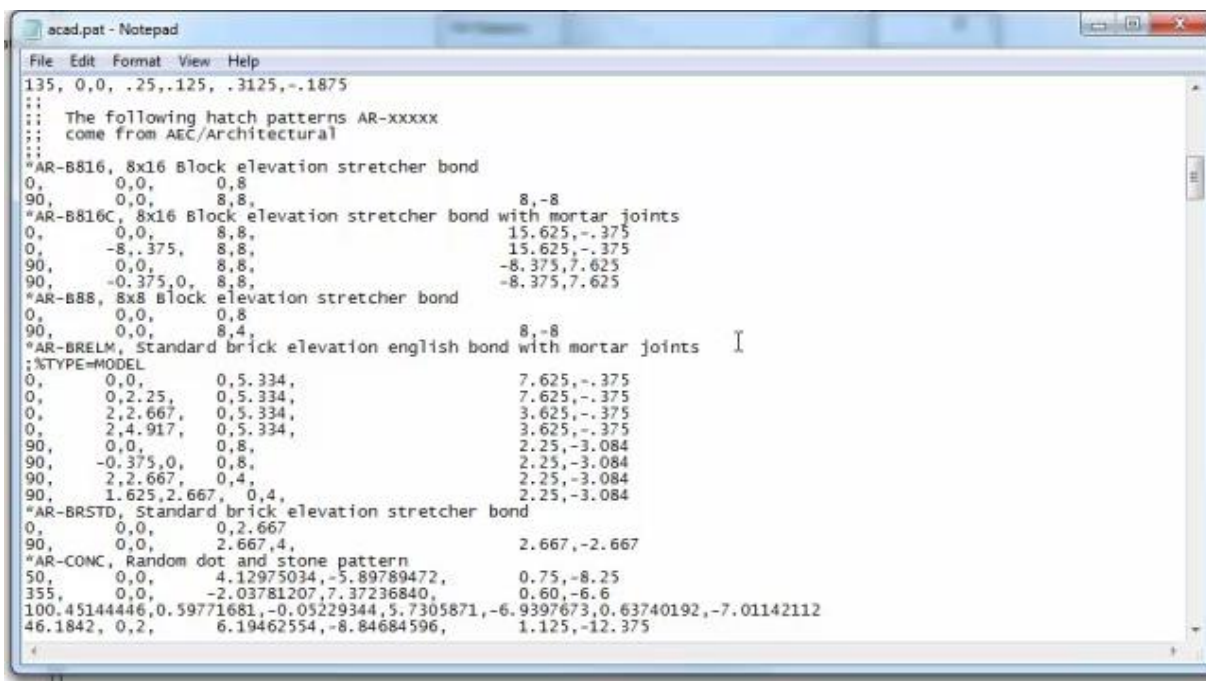 acad.pat - Notepad
File Edit Format View Help
135, 0,0, .25,.125, .3125,-.1875
;;
;; The following hatch patterns AR-xxxxx
;; come from AEC/Architectural
;;
*AR-B816, 8x16 Block elevation stretcher bond
0, 0,0, 0,8
90, 0,0, 8,8, 8,-8
*AR-B816C, 8x16 Block elevation stretcher bond with mortar joints
0, 0,0, 8,8, 15.625,-.375
0, -8,.375, 8,8, 15.625,-.375
90, 0,0, 8,8, -8.375,7.625
90, -0.375,0, 8,8, -8.375,7.625
*AR-B88, 8x8 Block elevation stretcher bond
0, 0,0, 0,8
90, 0,0, 8,4, 8,-8
*AR-BRELM, Standard brick elevation english bond with mortar joints
;%TYPE=MODEL
0, 0,0, 0,5.334, 7.625,-.375
0, 0,2.25, 0,5.334, 7.625,-.375
0, 2,2.667, 0,5.334, 3.625,-.375
0, 2,4.917, 0,5.334, 3.625,-.375
90, 0,0, 0,8, 2.25,-3.084
90, -0.375,0, 0,8, 2.25,-3.084
90, 2,2.667, 0,4, 2.25,-3.084
90, 1.625,2.667, 0,4, 2.25,-3.084
*AR-BRSTD, Standard brick elevation stretcher bond
0, 0,0, 0,2.667
90, 0,0, 2.667,4, 2.667,-2.667
*AR-CONC, Random dot and stone pattern
50, 0,0, 4.12975034,-5.89789472, 0.75,-8.25
355, 0,0, -2.03781207,7.37236840, 0.60,-6.6
100.45144446,0.59771681,-0.05229344,5.7305871,-6.9397673,0.63740192,-7.01142112
46.1842, 0,2, 6.19462554,-8.84684596, 1.125,-12.375